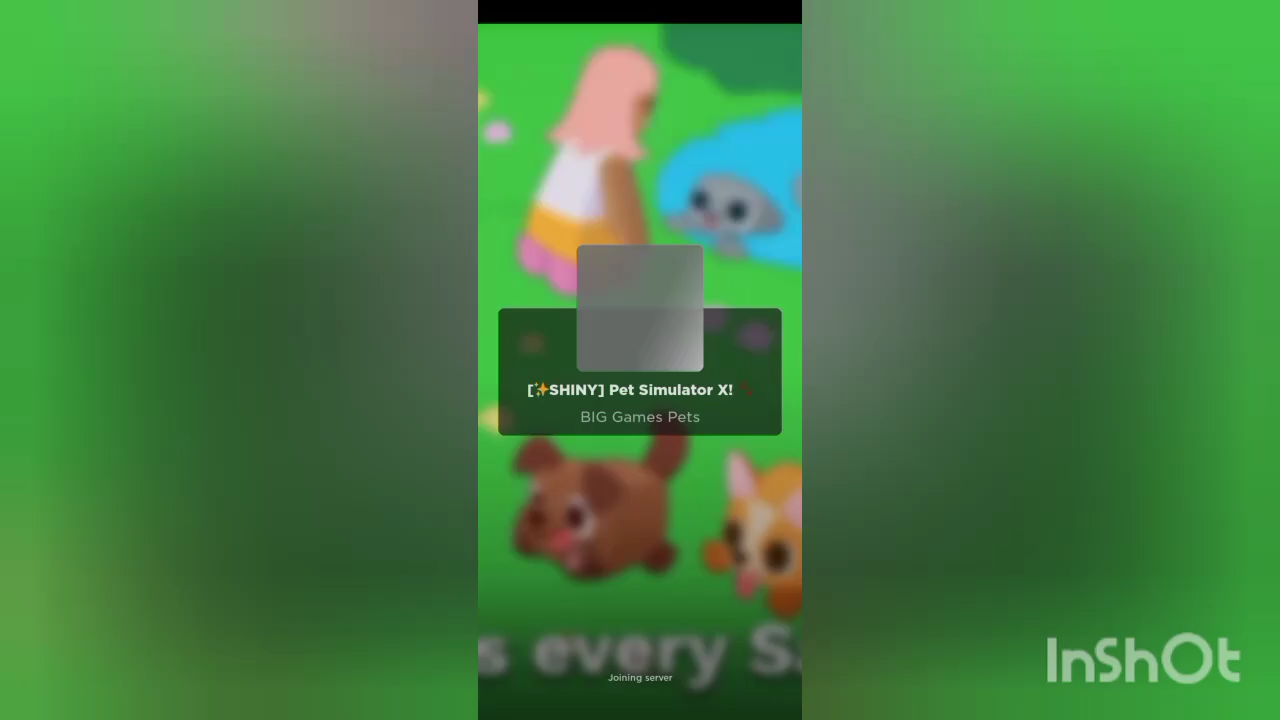 [✨SHINY] Pet Simulator X!
BIG Games Pets
s every S
Joining server
InShOt